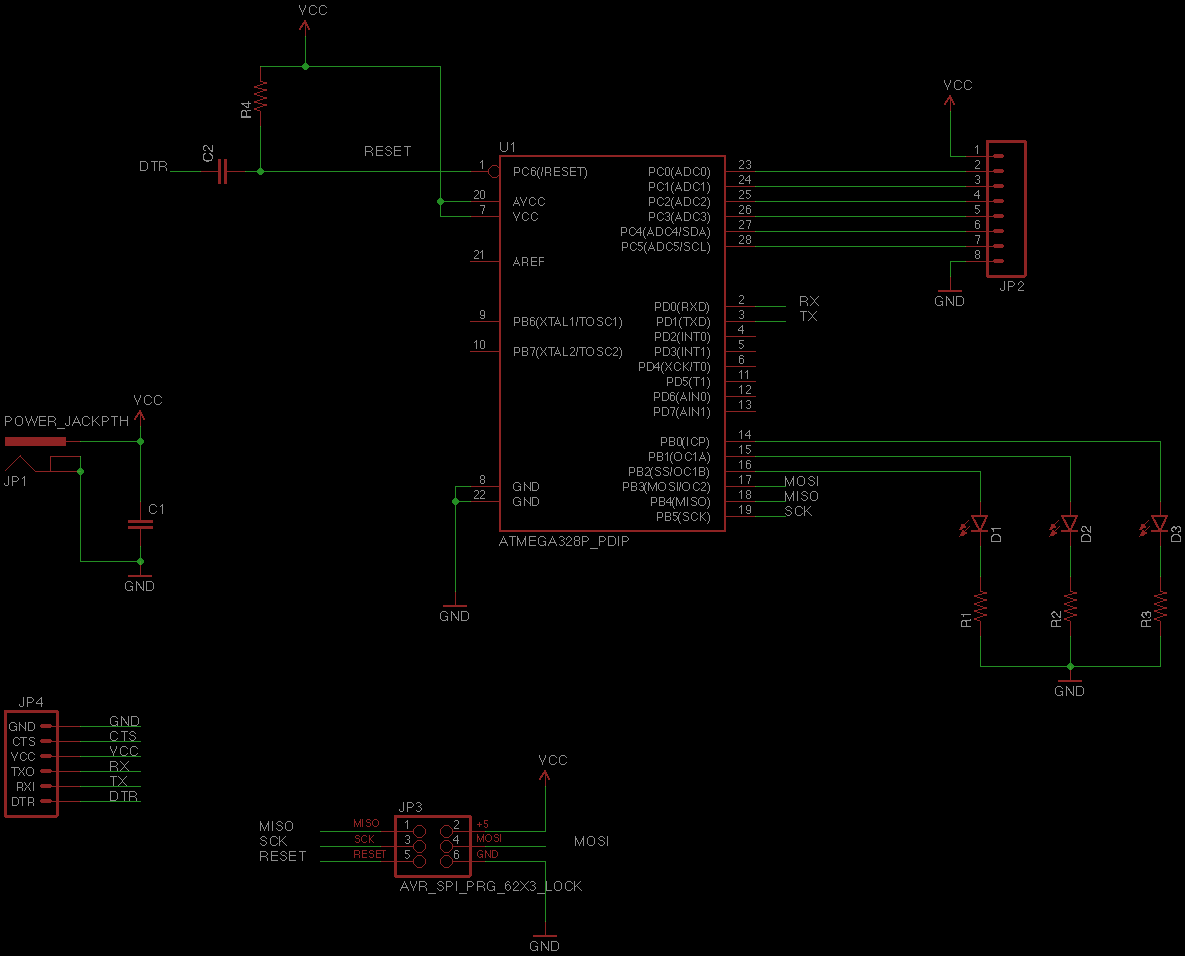 VCC
R4
C2
DTR
RESET
U1
1 PC6(/RESET)
20 AVCC
7 VCC
21 AREF
9 PB6(XTAL1/TOSC1)
10 PB7(XTAL2/TOSC2)
8 GND
22 GND
PC0(ADC0) 23
PC1(ADC1) 24
PC2(ADC2) 25
PC3(ADC3) 26
PC4(ADC4/SDA) 27
PC5(ADC5/SCL) 28
PD0(RXD) 2 RX
PD1(TXD) 3 TX
PD2(INT0) 4
PD3(INT1) 5
PD4(XCK/T0) 6
PD5(T1) 11
PD6(AIN0) 12
PD7(AIN1) 13
PB0(ICP) 14
PB1(OC1A) 15
PB2(SS/OC1B) 16
PB3(MOSI/OC2) 17 MOSI
PB4(MISO) 18 MISO
PB5(SCK) 19 SCK
ATMEGA328P_PDIP
GND
VCC
1
2
3
4
5
6
7
8
GND
JP2
VCC
POWER_JACKPTH
JP1
C1
GND
D1
D2
D3
R1
R2
R3
GND
JP4
GND GND
CTS CTS
VCC VCC
TXO RX
RXI TX
DTR DTR
VCC
JP3
MISO MISO 1 2 +5
SCK SCK 3 4 MOSI MOSI
RESET RESET 5 6 GND
AVR_SPI_PRG_62X3_LOCK
GND